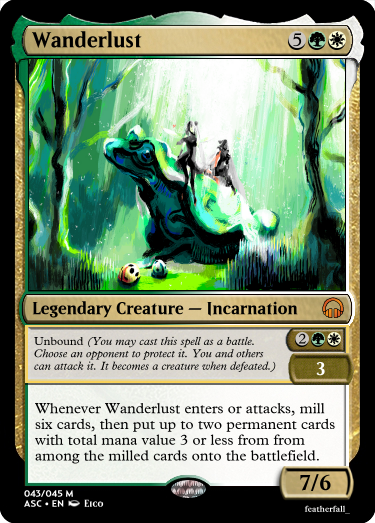 Wanderlust 5
Legendary Creature — Incarnation
Unbound (You may cast this spell as a battle. 2
Choose an opponent to protect it. You and others
can attack it. It becomes a creature when defeated.) 3
Whenever Wanderlust enters or attacks, mill
six cards, then put up to two permanent cards
with total mana value 3 or less from from
among the milled cards onto the battlefield.
7/6
043/045 M
ASC • EN Eico
featherfall_